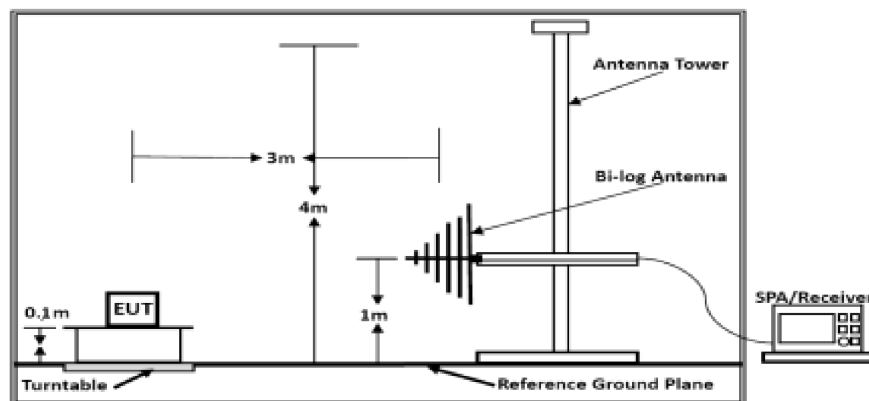 Antenna Tower
3m
Bi-log Antenna
4m
EUT
0.1m
1m
SPA/Receiver
Turntable
Reference Ground Plane